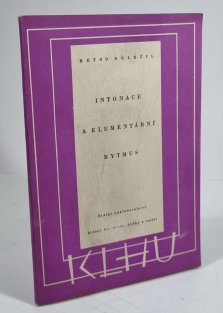 METOD DOLEŽIL
INTONACE
A ELEMENTÁRNÍ
RYTMUS
Státní nakladatelství
krásné literatury, hudby a umění
KLHU